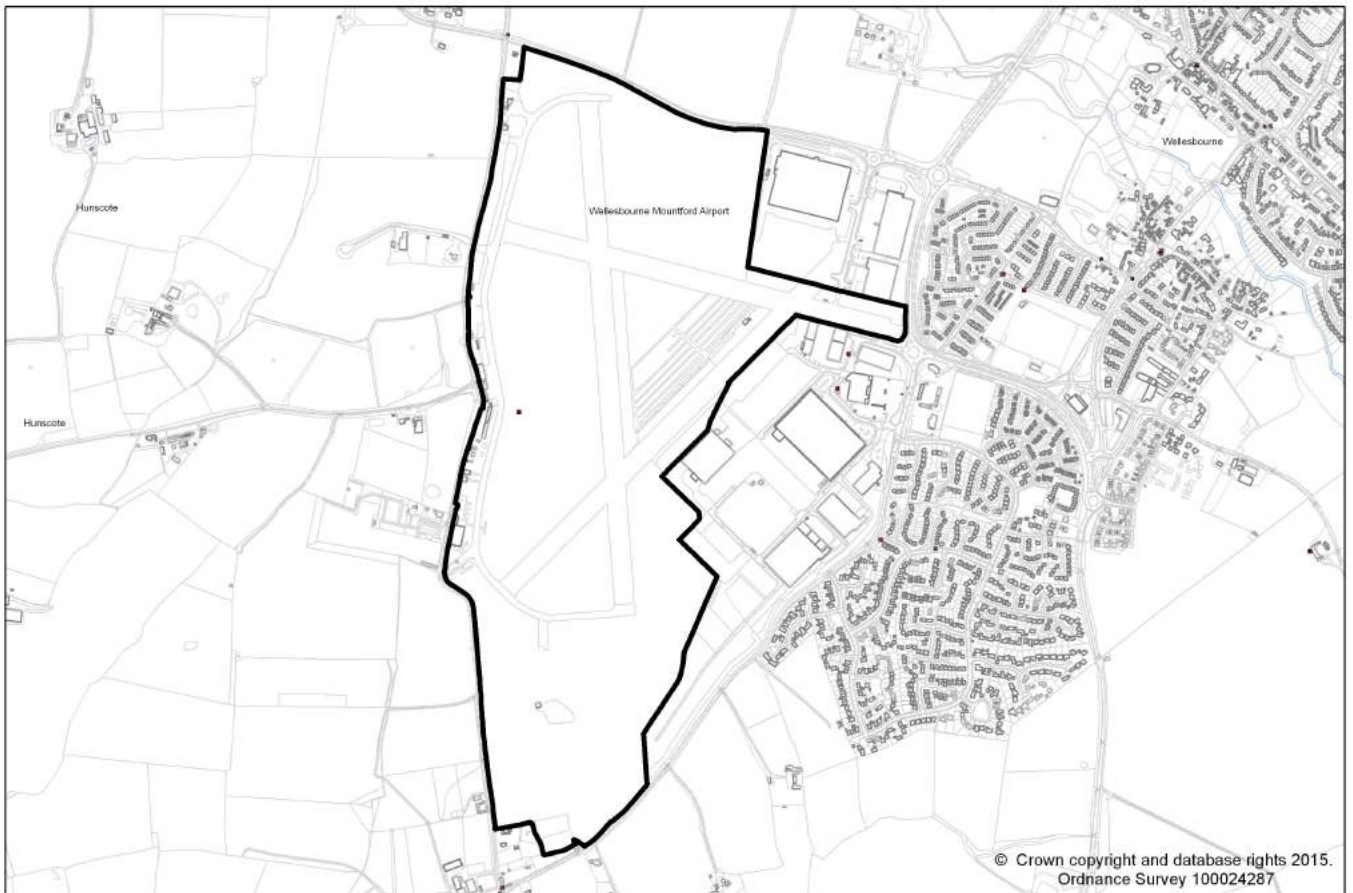 Wellesbourne
Hunscote
Wellesbourne Mountford Airport
Hunscote
© Crown copyright and database rights 2015.
Ordnance Survey 100024287